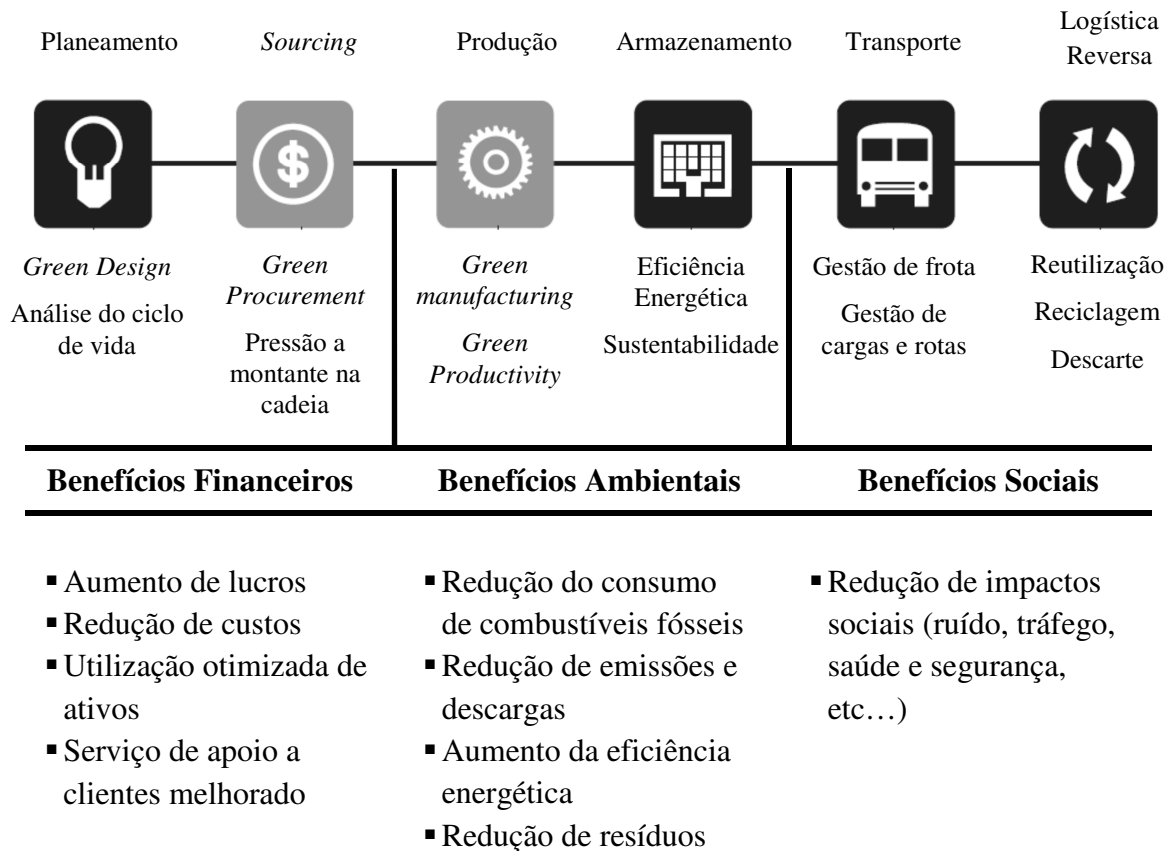 Planeamento
Sourcing
Produção
Armazenamento
Transporte
Logística
Reversa
$
Green Design
Análise do ciclo
de vida
Green
Procurement
Pressão a
montante na
cadeia
Green
manufacturing
Green
Productivity
Eficiência
Energética
Sustentabilidade
Gestão de frota
Gestão de
cargas e rotas
Reutilização
Reciclagem
Descarte
Benefícios Financeiros
Benefícios Ambientais
Benefícios Sociais
▪ Aumento de lucros
▪ Redução de custos
▪ Utilização otimizada de
ativos
▪ Serviço de apoio a
clientes melhorado
▪ Redução do consumo
de combustíveis fósseis
▪ Redução de emissões e
descargas
▪ Aumento da eficiência
energética
▪ Redução de resíduos
▪ Redução de impactos
sociais (ruído, tráfego,
saúde e segurança,
etc…)